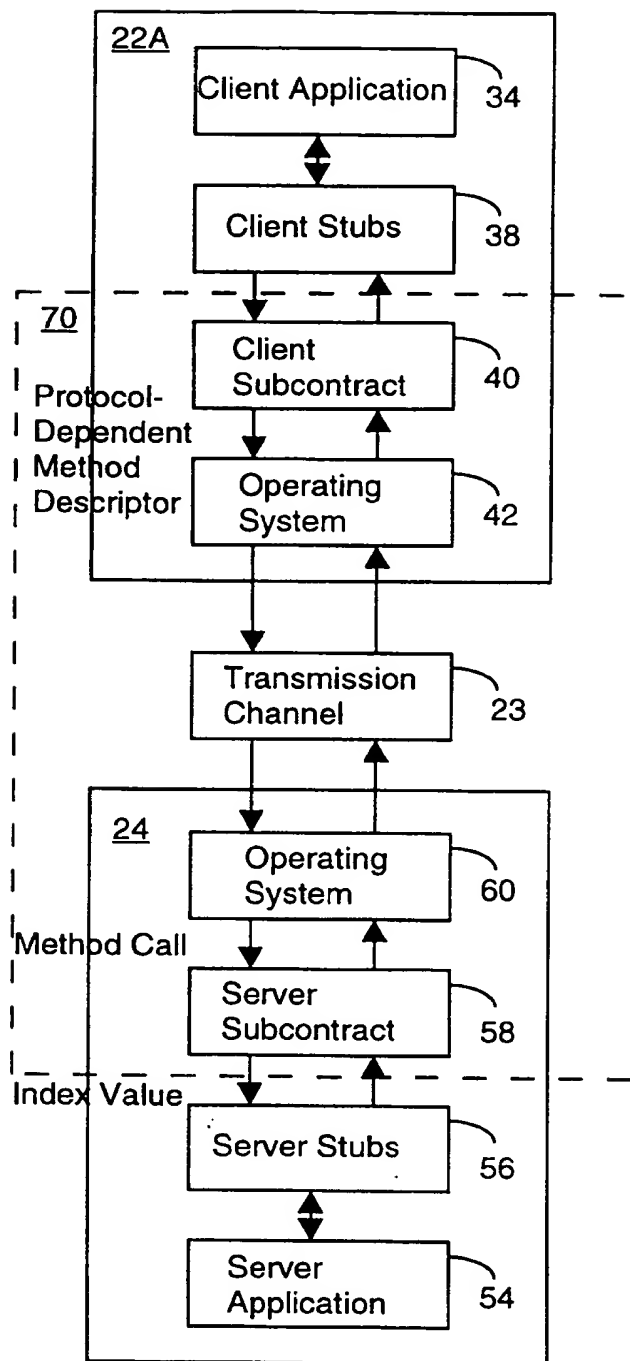 22A
Client Application
34
Client Stubs
38
70
Client
Subcontract
40
Protocol-
Dependent
Method
Descriptor
Operating
System
42
Transmission
Channel
23
24
Operating
System
60
Method Call
Server
Subcontract
58
Index Value
Server Stubs
56
Server
Application
54